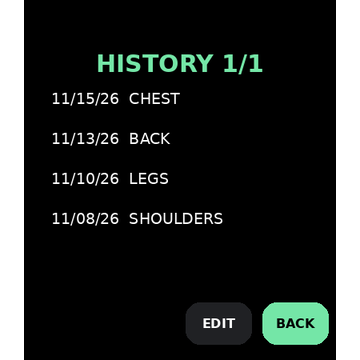 HISTORY 1/1
11/15/26 CHEST
11/13/26 BACK
11/10/26 LEGS
11/08/26 SHOULDERS
EDIT BACK